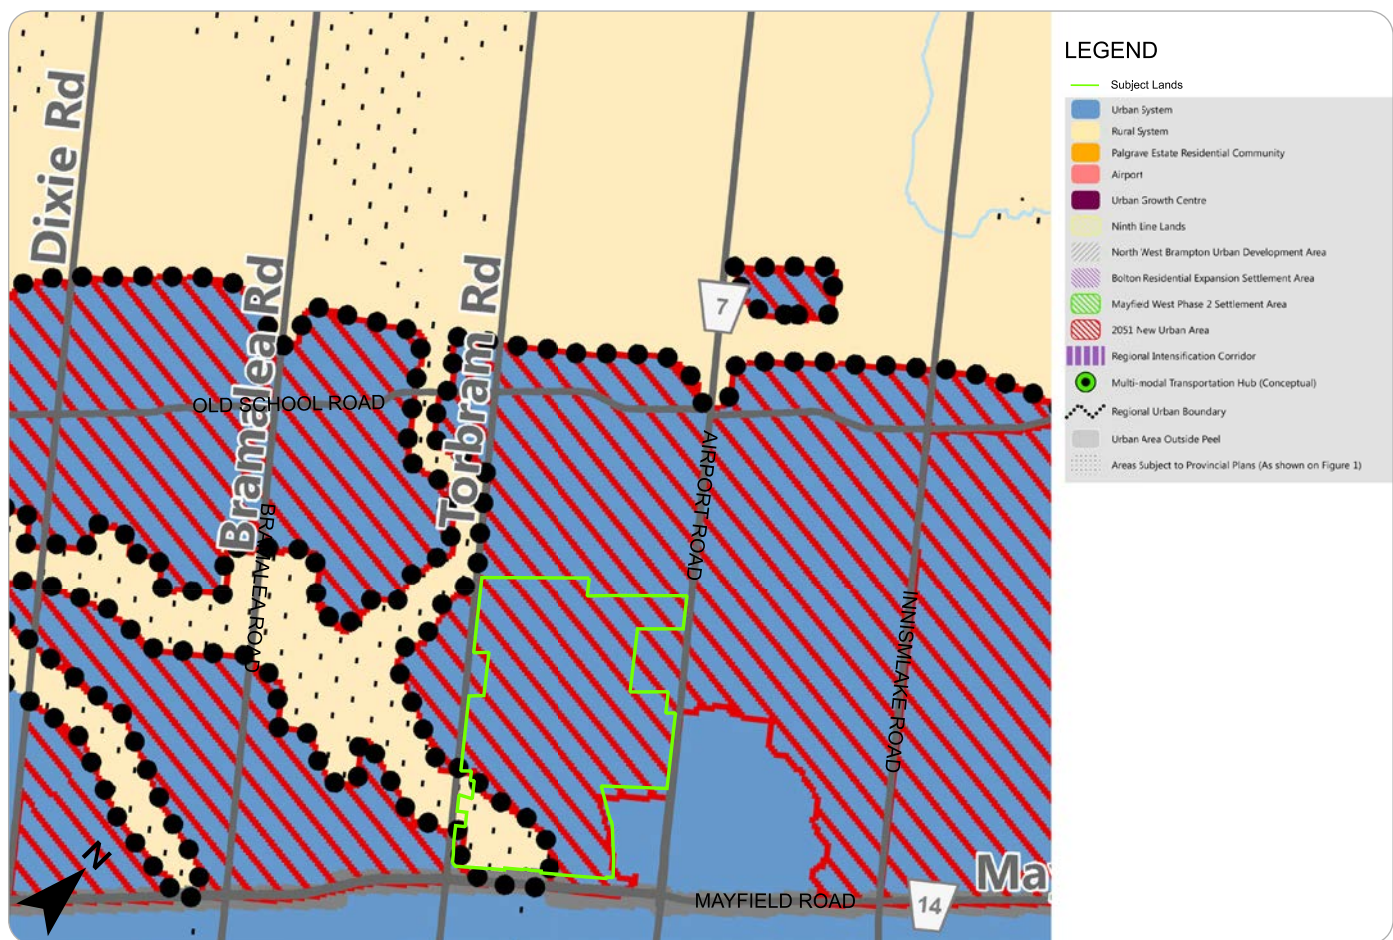 Dixie Rd
Bramalea Rd
Torbram Rd
7
OLD SCHOOL ROAD
BRAMALEA ROAD
AIRPORT ROAD
INNISMLAKE ROAD
N
MAYFIELD ROAD
14
Ma
LEGEND
Subject Lands
Urban System
Rural System
Palgrave Estate Residential Community
Airport
Urban Growth Centre
Ninth Line Lands
North West Brampton Urban Development Area
Bolton Residential Expansion Settlement Area
Mayfield West Phase 2 Settlement Area
2051 New Urban Area
Regional Intensification Corridor
Multi-modal Transportation Hub (Conceptual)
Regional Urban Boundary
Urban Area Outside Peel
Areas Subject to Provincial Plans (As shown on Figure 1)